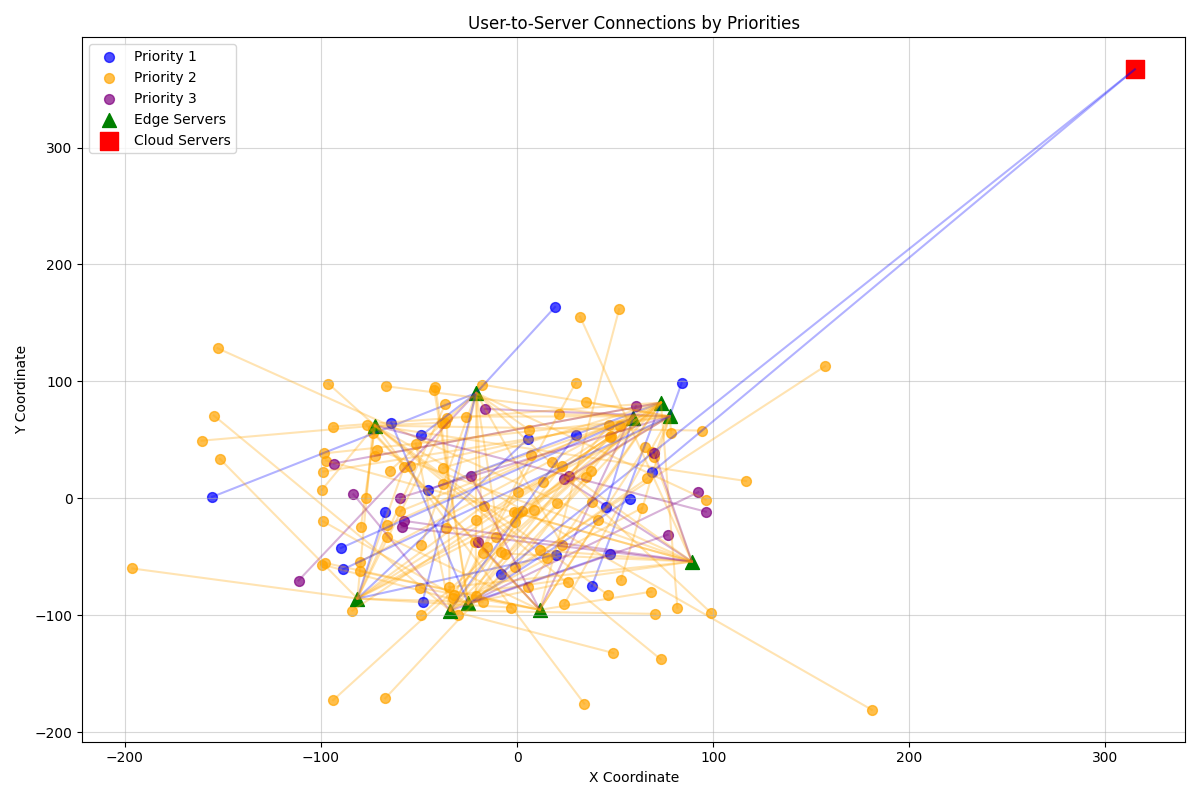 User-to-Server Connections by Priorities
Priority 1
Priority 2
Priority 3
Edge Servers
Cloud Servers
Y Coordinate
300
200
100
0
−100
−200
−200
−100
0
100
200
300
X Coordinate